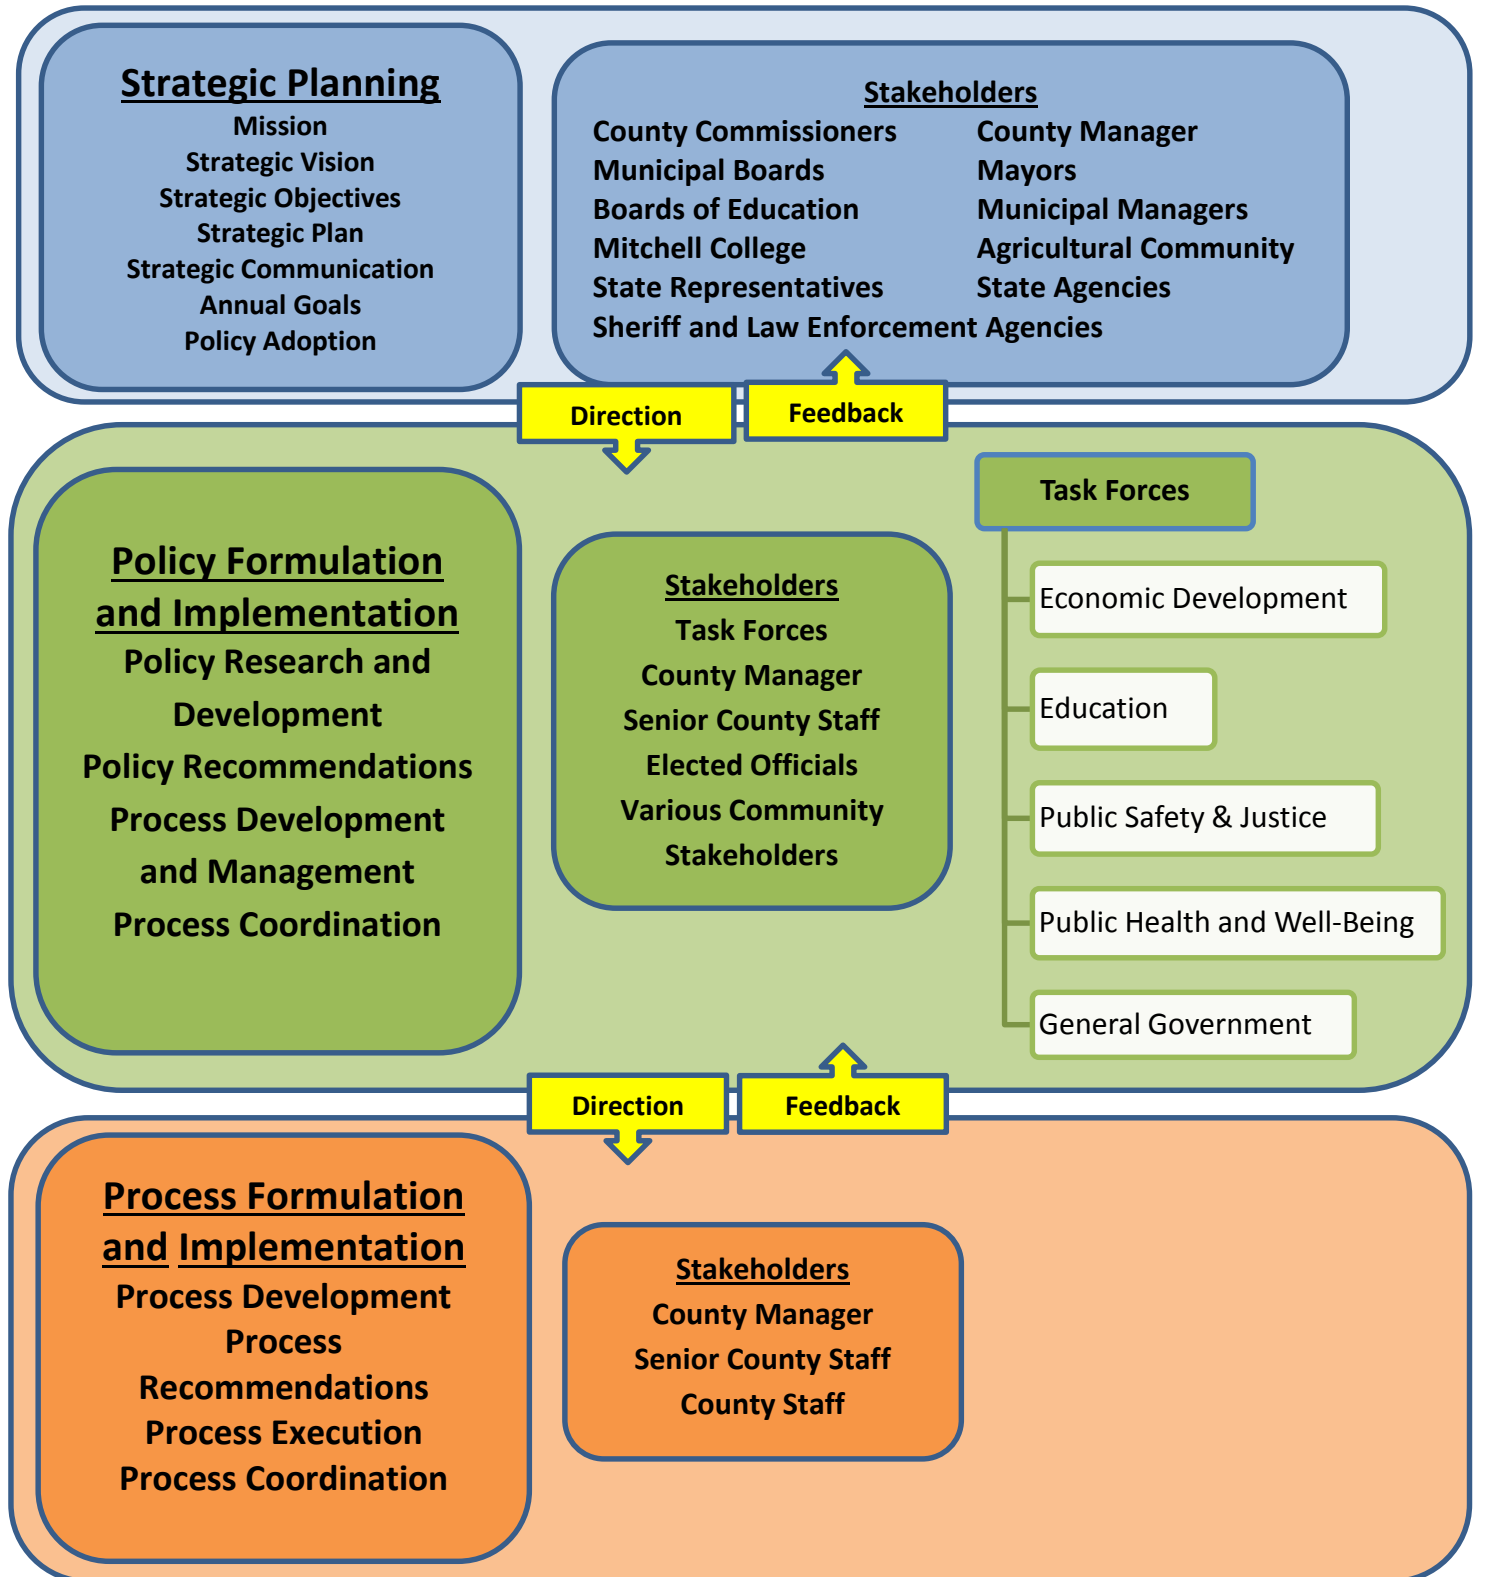 Strategic Planning
Mission
Strategic Vision
Strategic Objectives
Strategic Plan
Strategic Communication
Annual Goals
Policy Adoption
Stakeholders
County Commissioners County Manager
Municipal Boards Mayors
Boards of Education Municipal Managers
Mitchell College Agricultural Community
State Representatives State Agencies
Sheriff and Law Enforcement Agencies
Direction
Feedback
Policy Formulation
and Implementation
Policy Research and
Development
Policy Recommendations
Process Development
and Management
Process Coordination
Stakeholders
Task Forces
County Manager
Senior County Staff
Elected Officials
Various Community
Stakeholders
Task Forces
Economic Development
Education
Public Safety & Justice
Public Health and Well-Being
General Government
Direction
Feedback
Process Formulation
and Implementation
Process Development
Process
Recommendations
Process Execution
Process Coordination
Stakeholders
County Manager
Senior County Staff
County Staff